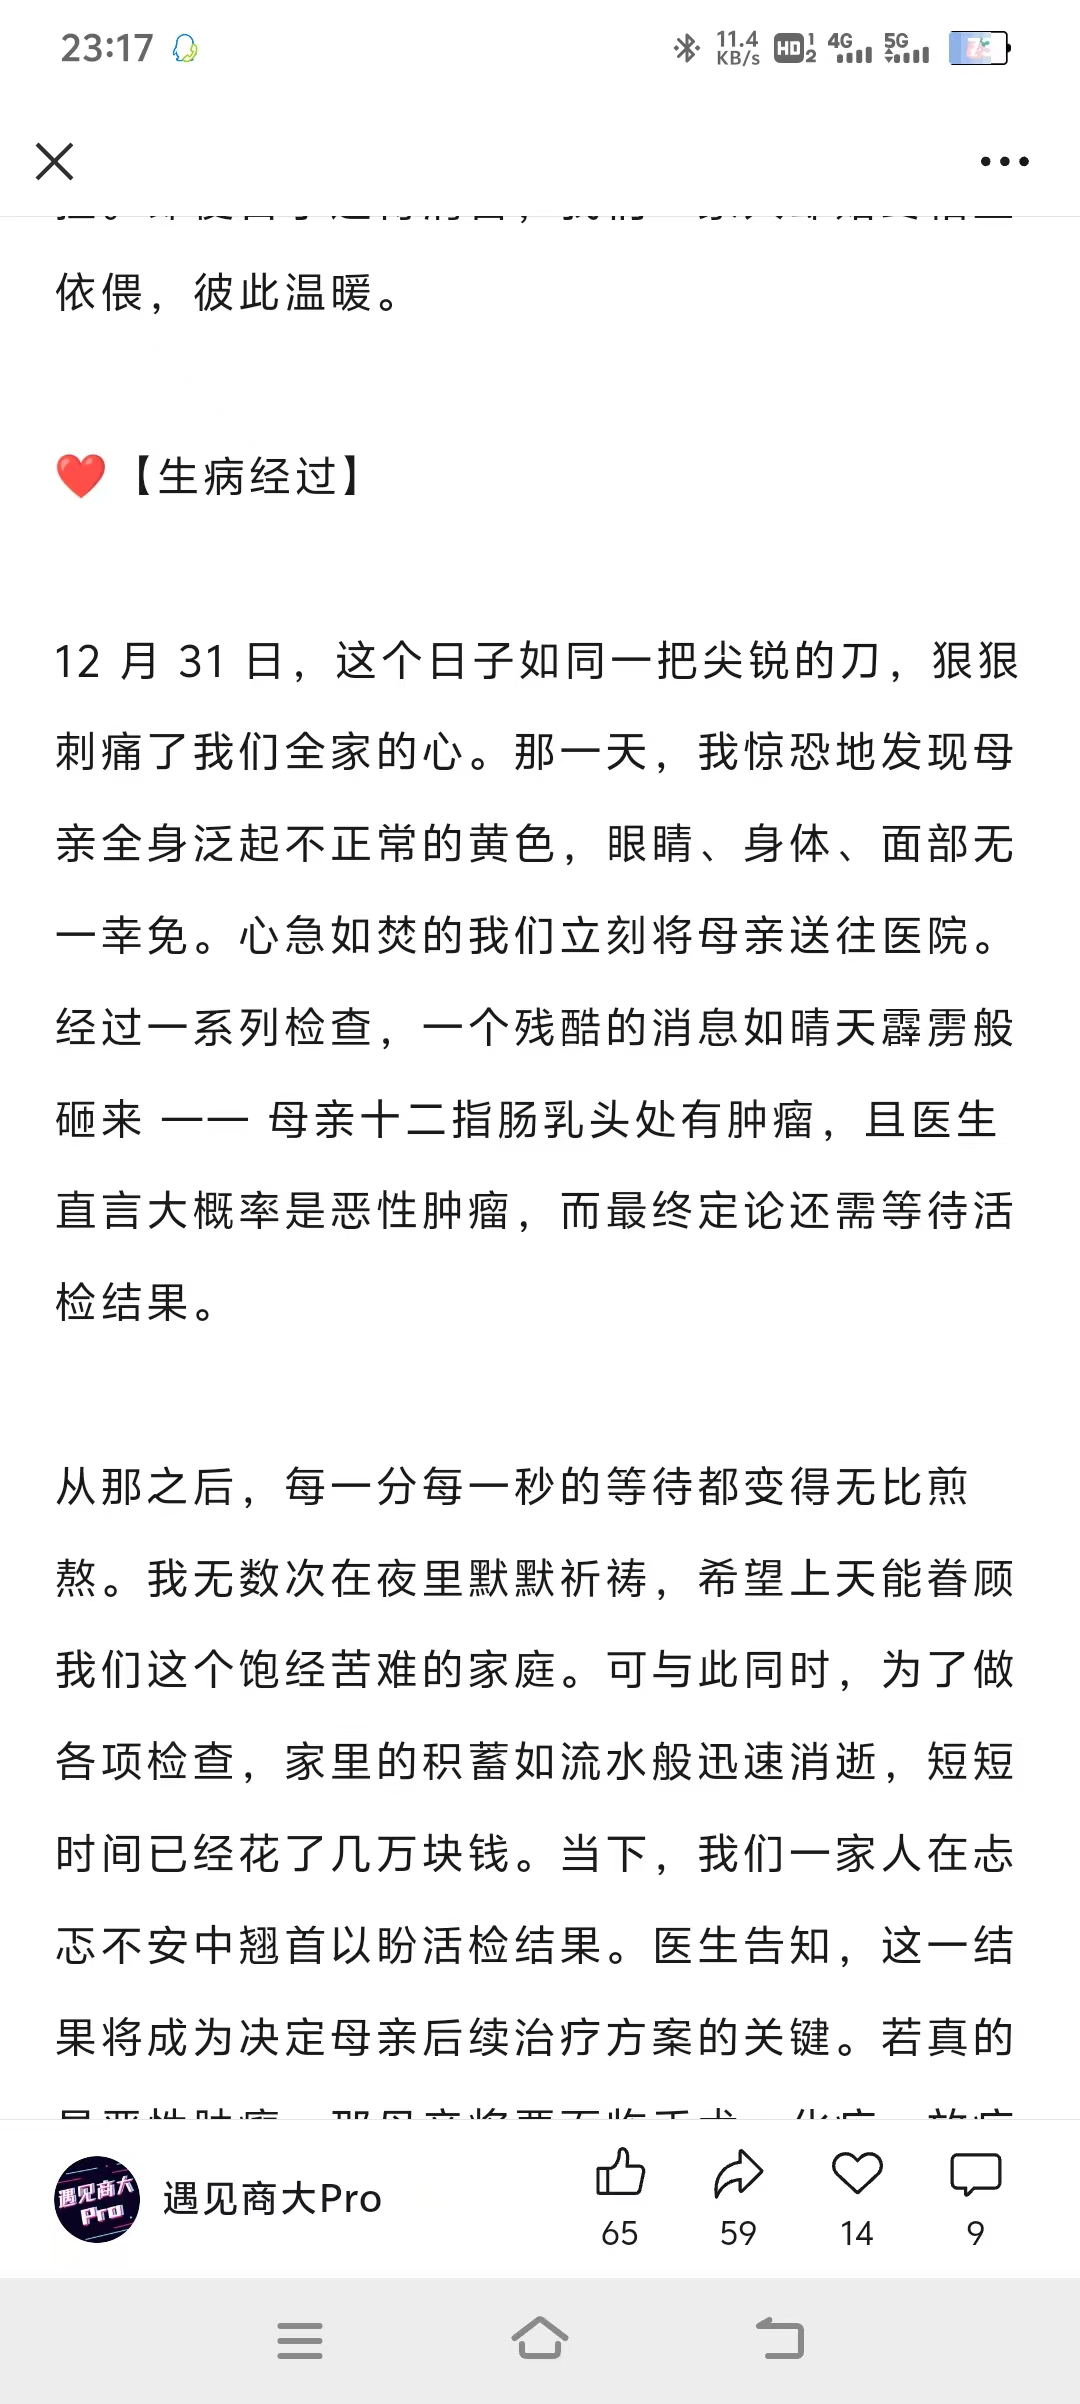 23:17
11.4 KB/s HD 1 2 4G 5G
依偎，彼此温暖。
❤️【生病经过】
12 月 31 日，这个日子如同一把尖锐的刀，狠狠
刺痛了我们全家的心。那一天，我惊恐地发现母
亲全身泛起不正常的黄色，眼睛、身体、面部无
一幸免。心急如焚的我们立刻将母亲送往医院。
经过一系列检查，一个残酷的消息如晴天霹雳般
砸来 —— 母亲十二指肠乳头处有肿瘤，且医生
直言大概率是恶性肿瘤，而最终定论还需等待活
检结果。
从那之后，每一分每一秒的等待都变得无比煎
熬。我无数次在夜里默默祈祷，希望上天能眷顾
我们这个饱经苦难的家庭。可与此同时，为了做
各项检查，家里的积蓄如流水般迅速消逝，短短
时间已经花了几万块钱。当下，我们一家人在忐
忑不安中翘首以盼活检结果。医生告知，这一结
果将成为决定母亲后续治疗方案的关键。若真的
遇见商大
Pro
遇见商大Pro
65 59 14 9